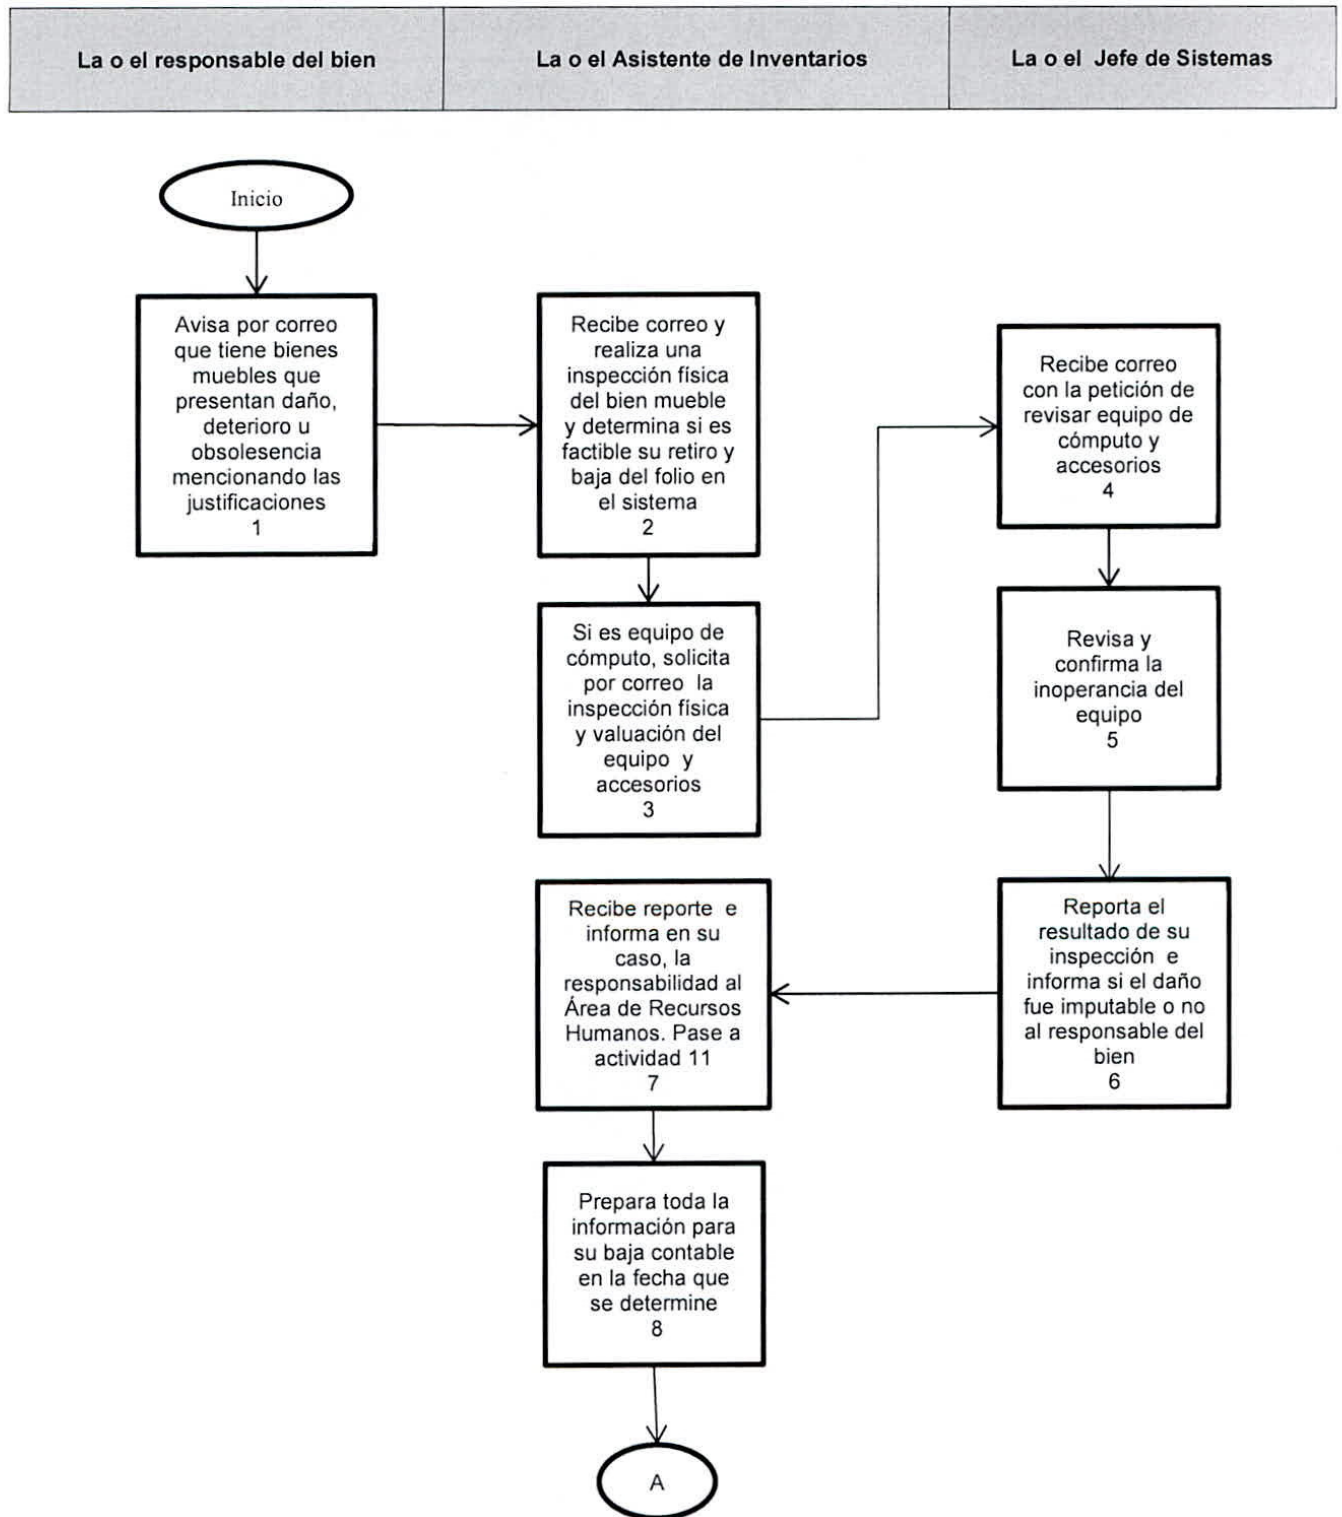 La o el responsable del bien
La o el Asistente de Inventarios
La o el Jefe de Sistemas
Inicio
Avisa por correo
que tiene bienes
muebles que
presentan daño,
deterioro u
obsolesencia
mencionando las
justificaciones
1
Recibe correo y
realiza una
inspección física
del bien mueble
y determina si es
factible su retiro y
baja del folio en
el sistema
2
Si es equipo de
cómputo, solicita
por correo la
inspección física
y valuación del
equipo y
accesorios
3
Recibe correo
con la petición de
revisar equipo de
cómputo y
accesorios
4
Revisa y
confirma la
inoperancia del
equipo
5
Reporta el
resultado de su
inspección e
informa si el daño
fue imputable o no
al responsable del
bien
6
Recibe reporte e
informa en su
caso, la
responsabilidad al
Área de Recursos
Humanos. Pase a
actividad 11
7
Prepara toda la
información para
su baja contable
en la fecha que
se determine
8
A